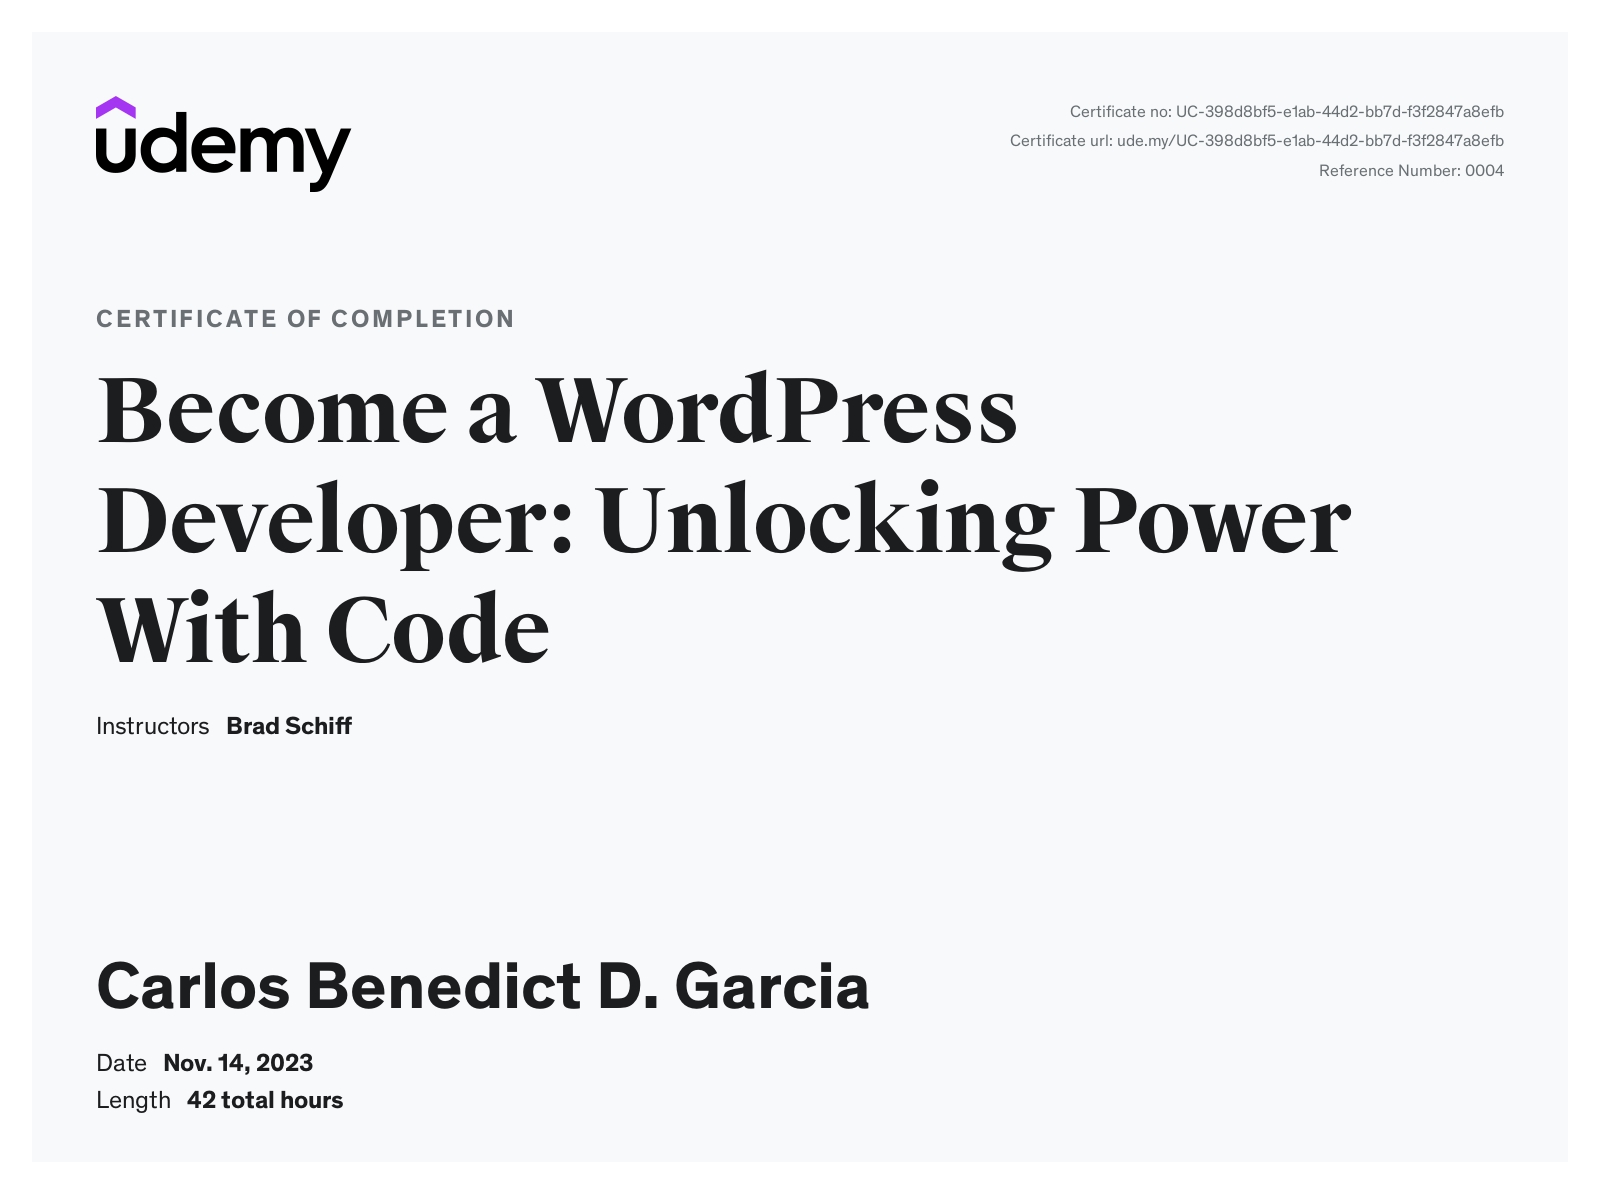 udemy
Certificate no: UC-398d8bf5-e1ab-44d2-bb7d-f3f2847a8efb
Certificate url: ude.my/UC-398d8bf5-e1ab-44d2-bb7d-f3f2847a8efb
Reference Number: 0004
CERTIFICATE OF COMPLETION
Become a WordPress
Developer: Unlocking Power
With Code
Instructors Brad Schiff
Carlos Benedict D. Garcia
Date Nov. 14, 2023
Length 42 total hours